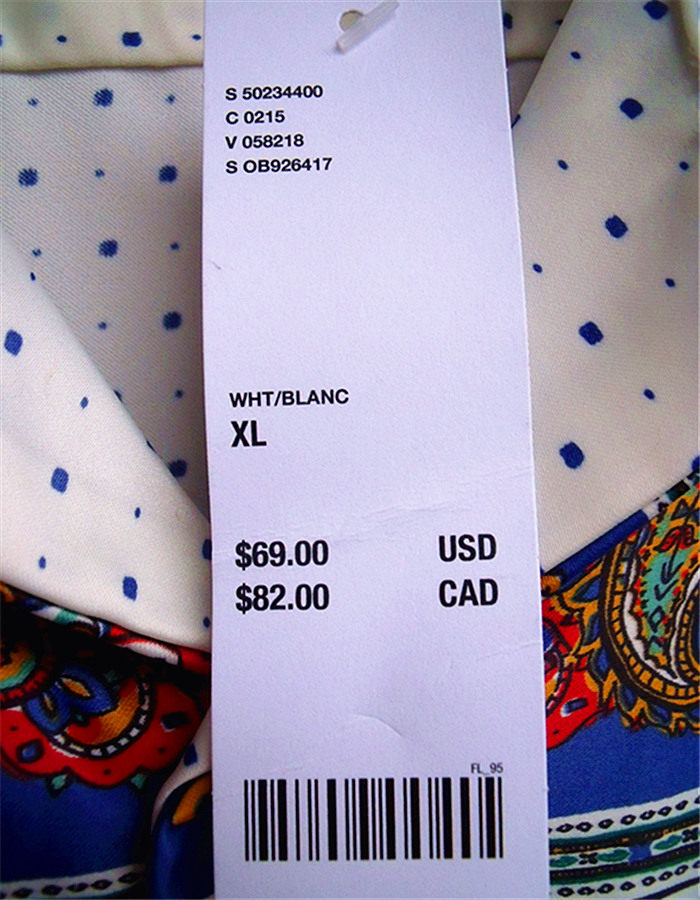 S 50234400
C 0215
V 058218
S OB926417
WHT/BLANC
XL
$69.00 USD
$82.00 CAD
FL_95